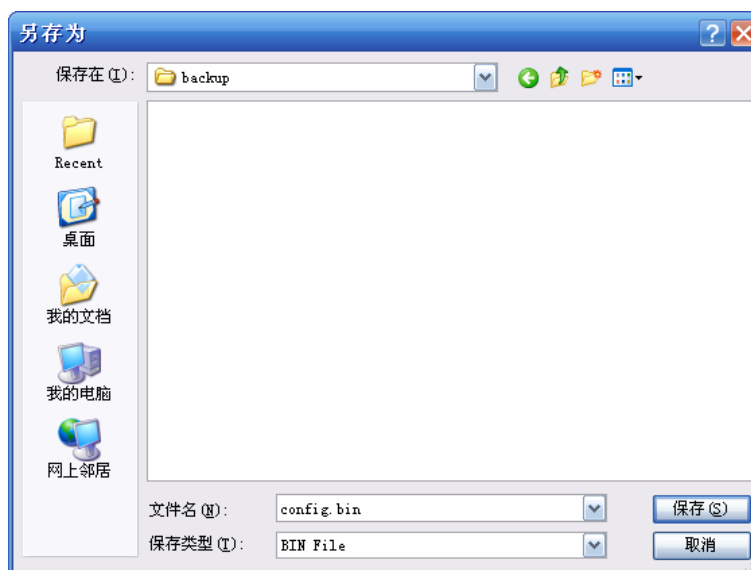 另存为
保存在(I): backup
Recent
桌面
我的文档
我的电脑
网上邻居
文件名(N): config.bin 保存(S)
保存类型(T): BIN File 取消